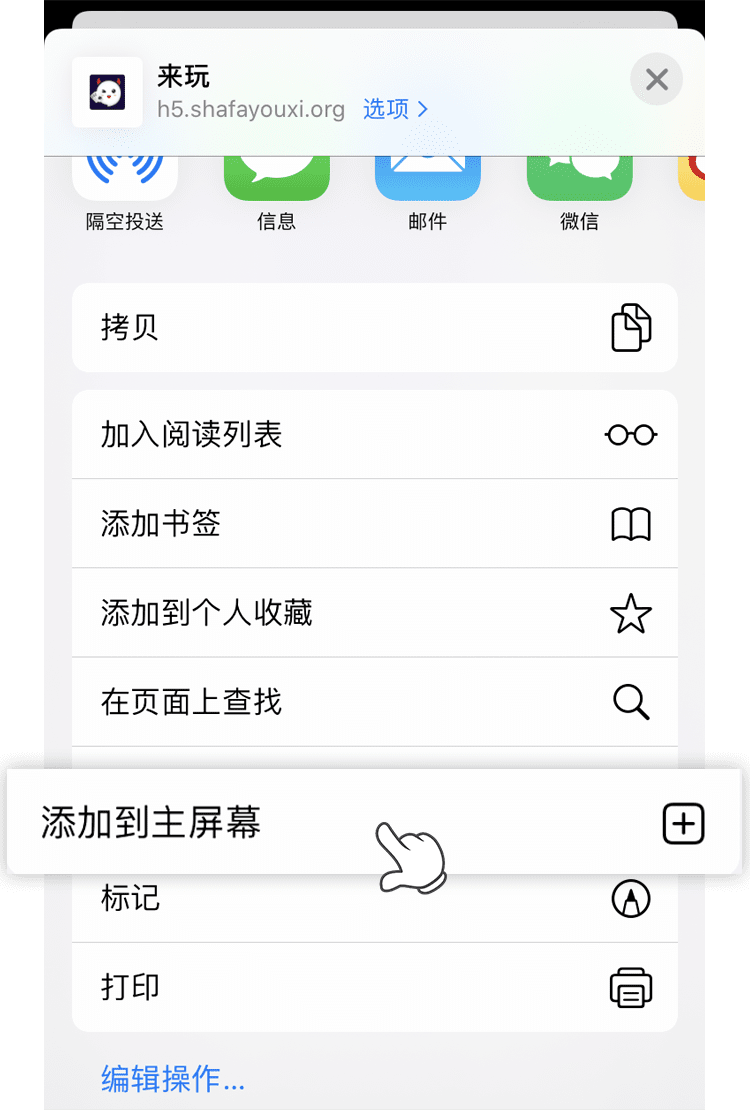 来玩
h5.shafayouxi.org 选项
隔空投送 信息 邮件 微信
拷贝
加入阅读列表
添加书签
添加到个人收藏
在页面上查找
添加到主屏幕
标记
打印
编辑操作...